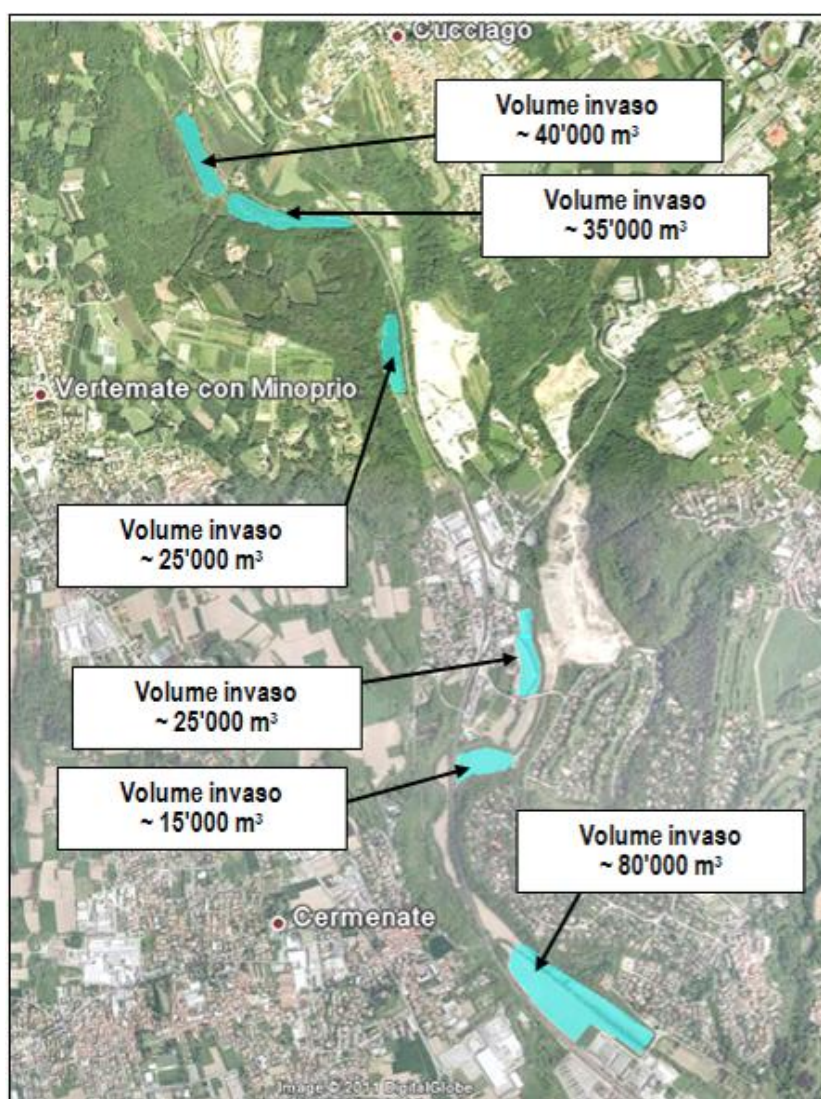 Cucciago
Volume invaso
~ 40'000 m³
Volume invaso
~ 35'000 m³
Vertemate con Minoprio
Volume invaso
~ 25'000 m³
Volume invaso
~ 25'000 m³
Volume invaso
~ 15'000 m³
Volume invaso
~ 80'000 m³
Cermenate
Image © 2011 DigitalGlobe